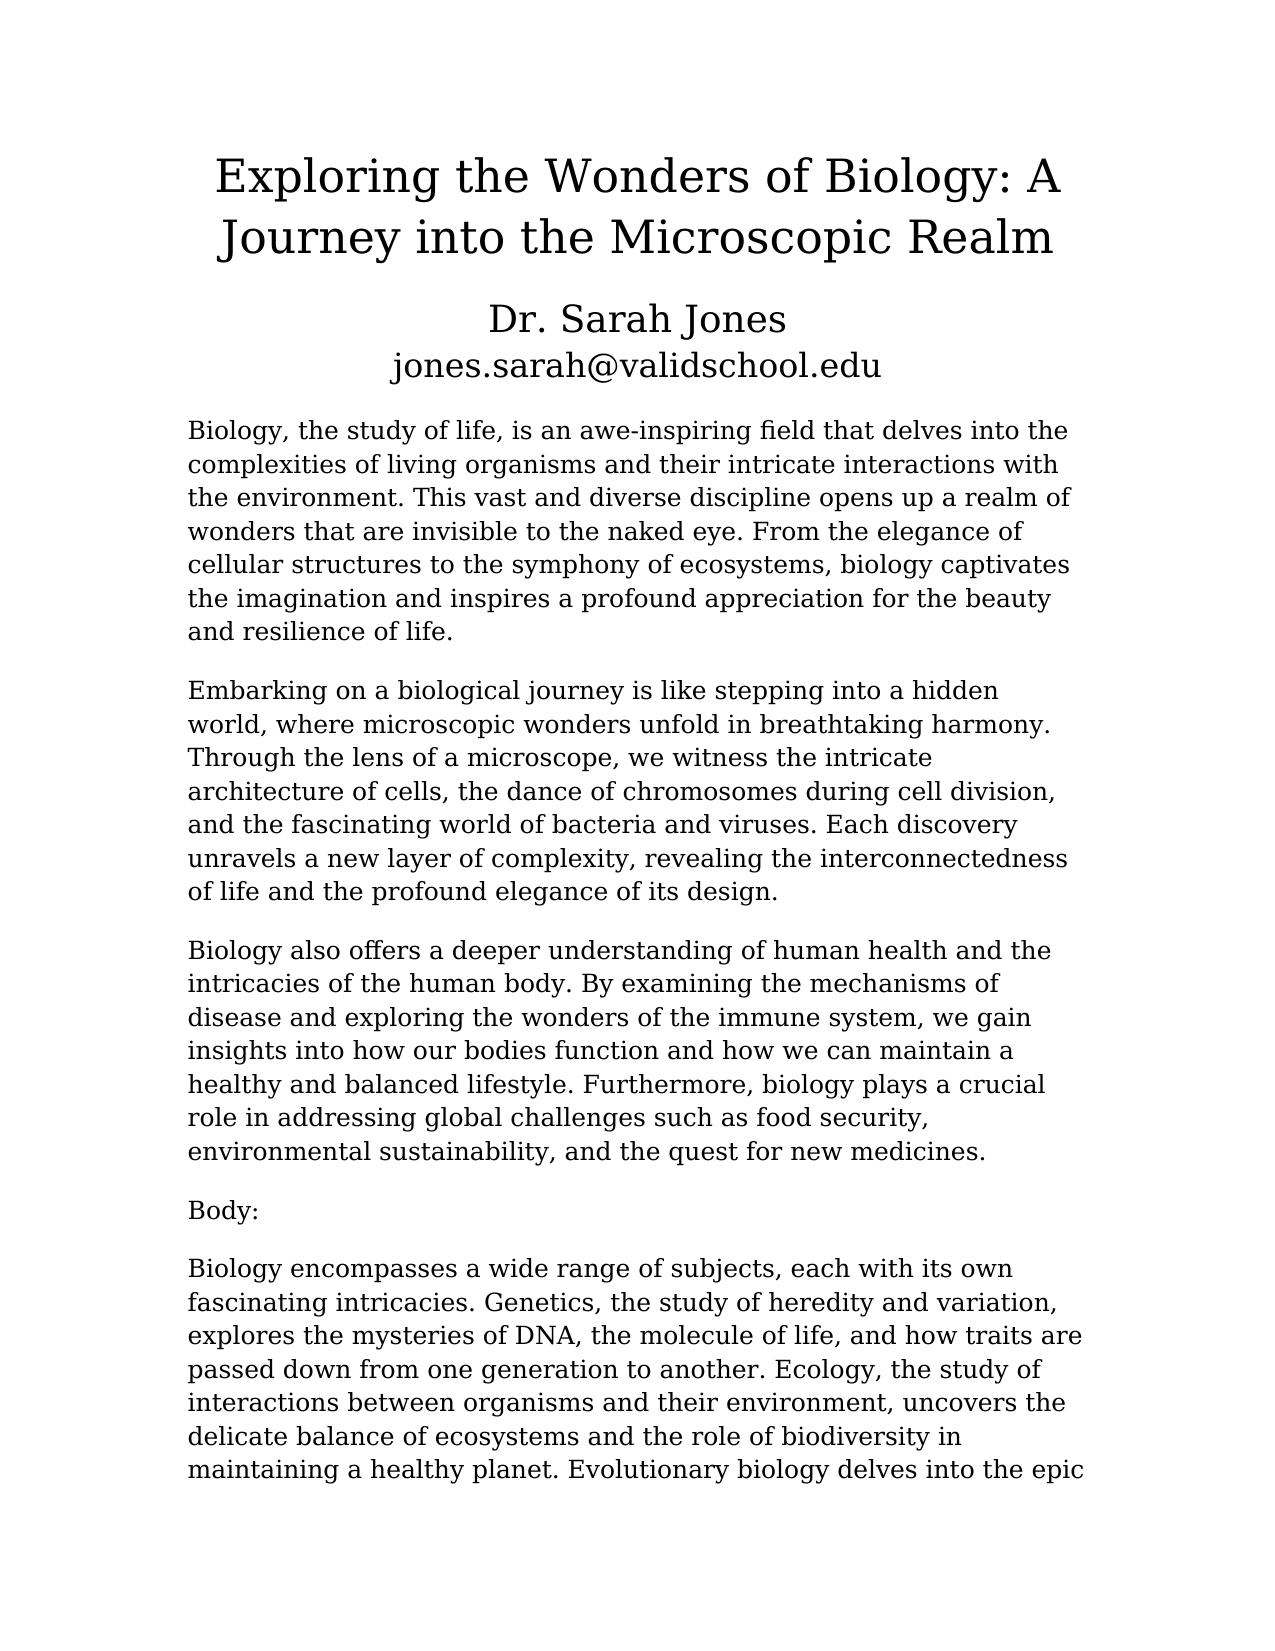 Exploring the Wonders of Biology: A
Journey into the Microscopic Realm
Dr. Sarah Jones
jones.sarah@validschool.edu
Biology, the study of life, is an awe-inspiring field that delves into the
complexities of living organisms and their intricate interactions with
the environment. This vast and diverse discipline opens up a realm of
wonders that are invisible to the naked eye. From the elegance of
cellular structures to the symphony of ecosystems, biology captivates
the imagination and inspires a profound appreciation for the beauty
and resilience of life.
Embarking on a biological journey is like stepping into a hidden
world, where microscopic wonders unfold in breathtaking harmony.
Through the lens of a microscope, we witness the intricate
architecture of cells, the dance of chromosomes during cell division,
and the fascinating world of bacteria and viruses. Each discovery
unravels a new layer of complexity, revealing the interconnectedness
of life and the profound elegance of its design.
Biology also offers a deeper understanding of human health and the
intricacies of the human body. By examining the mechanisms of
disease and exploring the wonders of the immune system, we gain
insights into how our bodies function and how we can maintain a
healthy and balanced lifestyle. Furthermore, biology plays a crucial
role in addressing global challenges such as food security,
environmental sustainability, and the quest for new medicines.
Body:
Biology encompasses a wide range of subjects, each with its own
fascinating intricacies. Genetics, the study of heredity and variation,
explores the mysteries of DNA, the molecule of life, and how traits are
passed down from one generation to another. Ecology, the study of
interactions between organisms and their environment, uncovers the
delicate balance of ecosystems and the role of biodiversity in
maintaining a healthy planet. Evolutionary biology delves into the epic